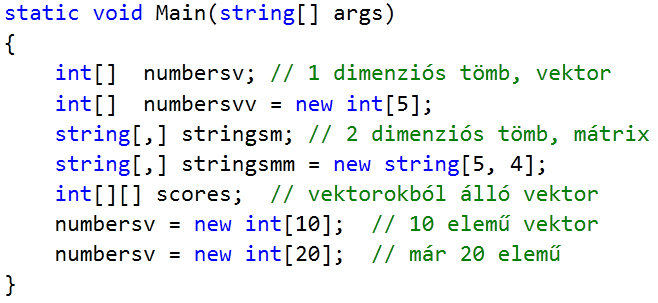 static void Main(string[] args)
{
    int[]  numbersv; // 1 dimenziós tömb, vektor
    int[]  numbersvv = new int[5];
    string[,] stringsm; // 2 dimenziós tömb, mátrix
    string[,] stringsmm = new string[5, 4];
    int[][] scores;  // vektorokból álló vektor
    numbersv = new int[10];  // 10 elemű vektor
    numbersv = new int[20];  // már 20 elemű
}